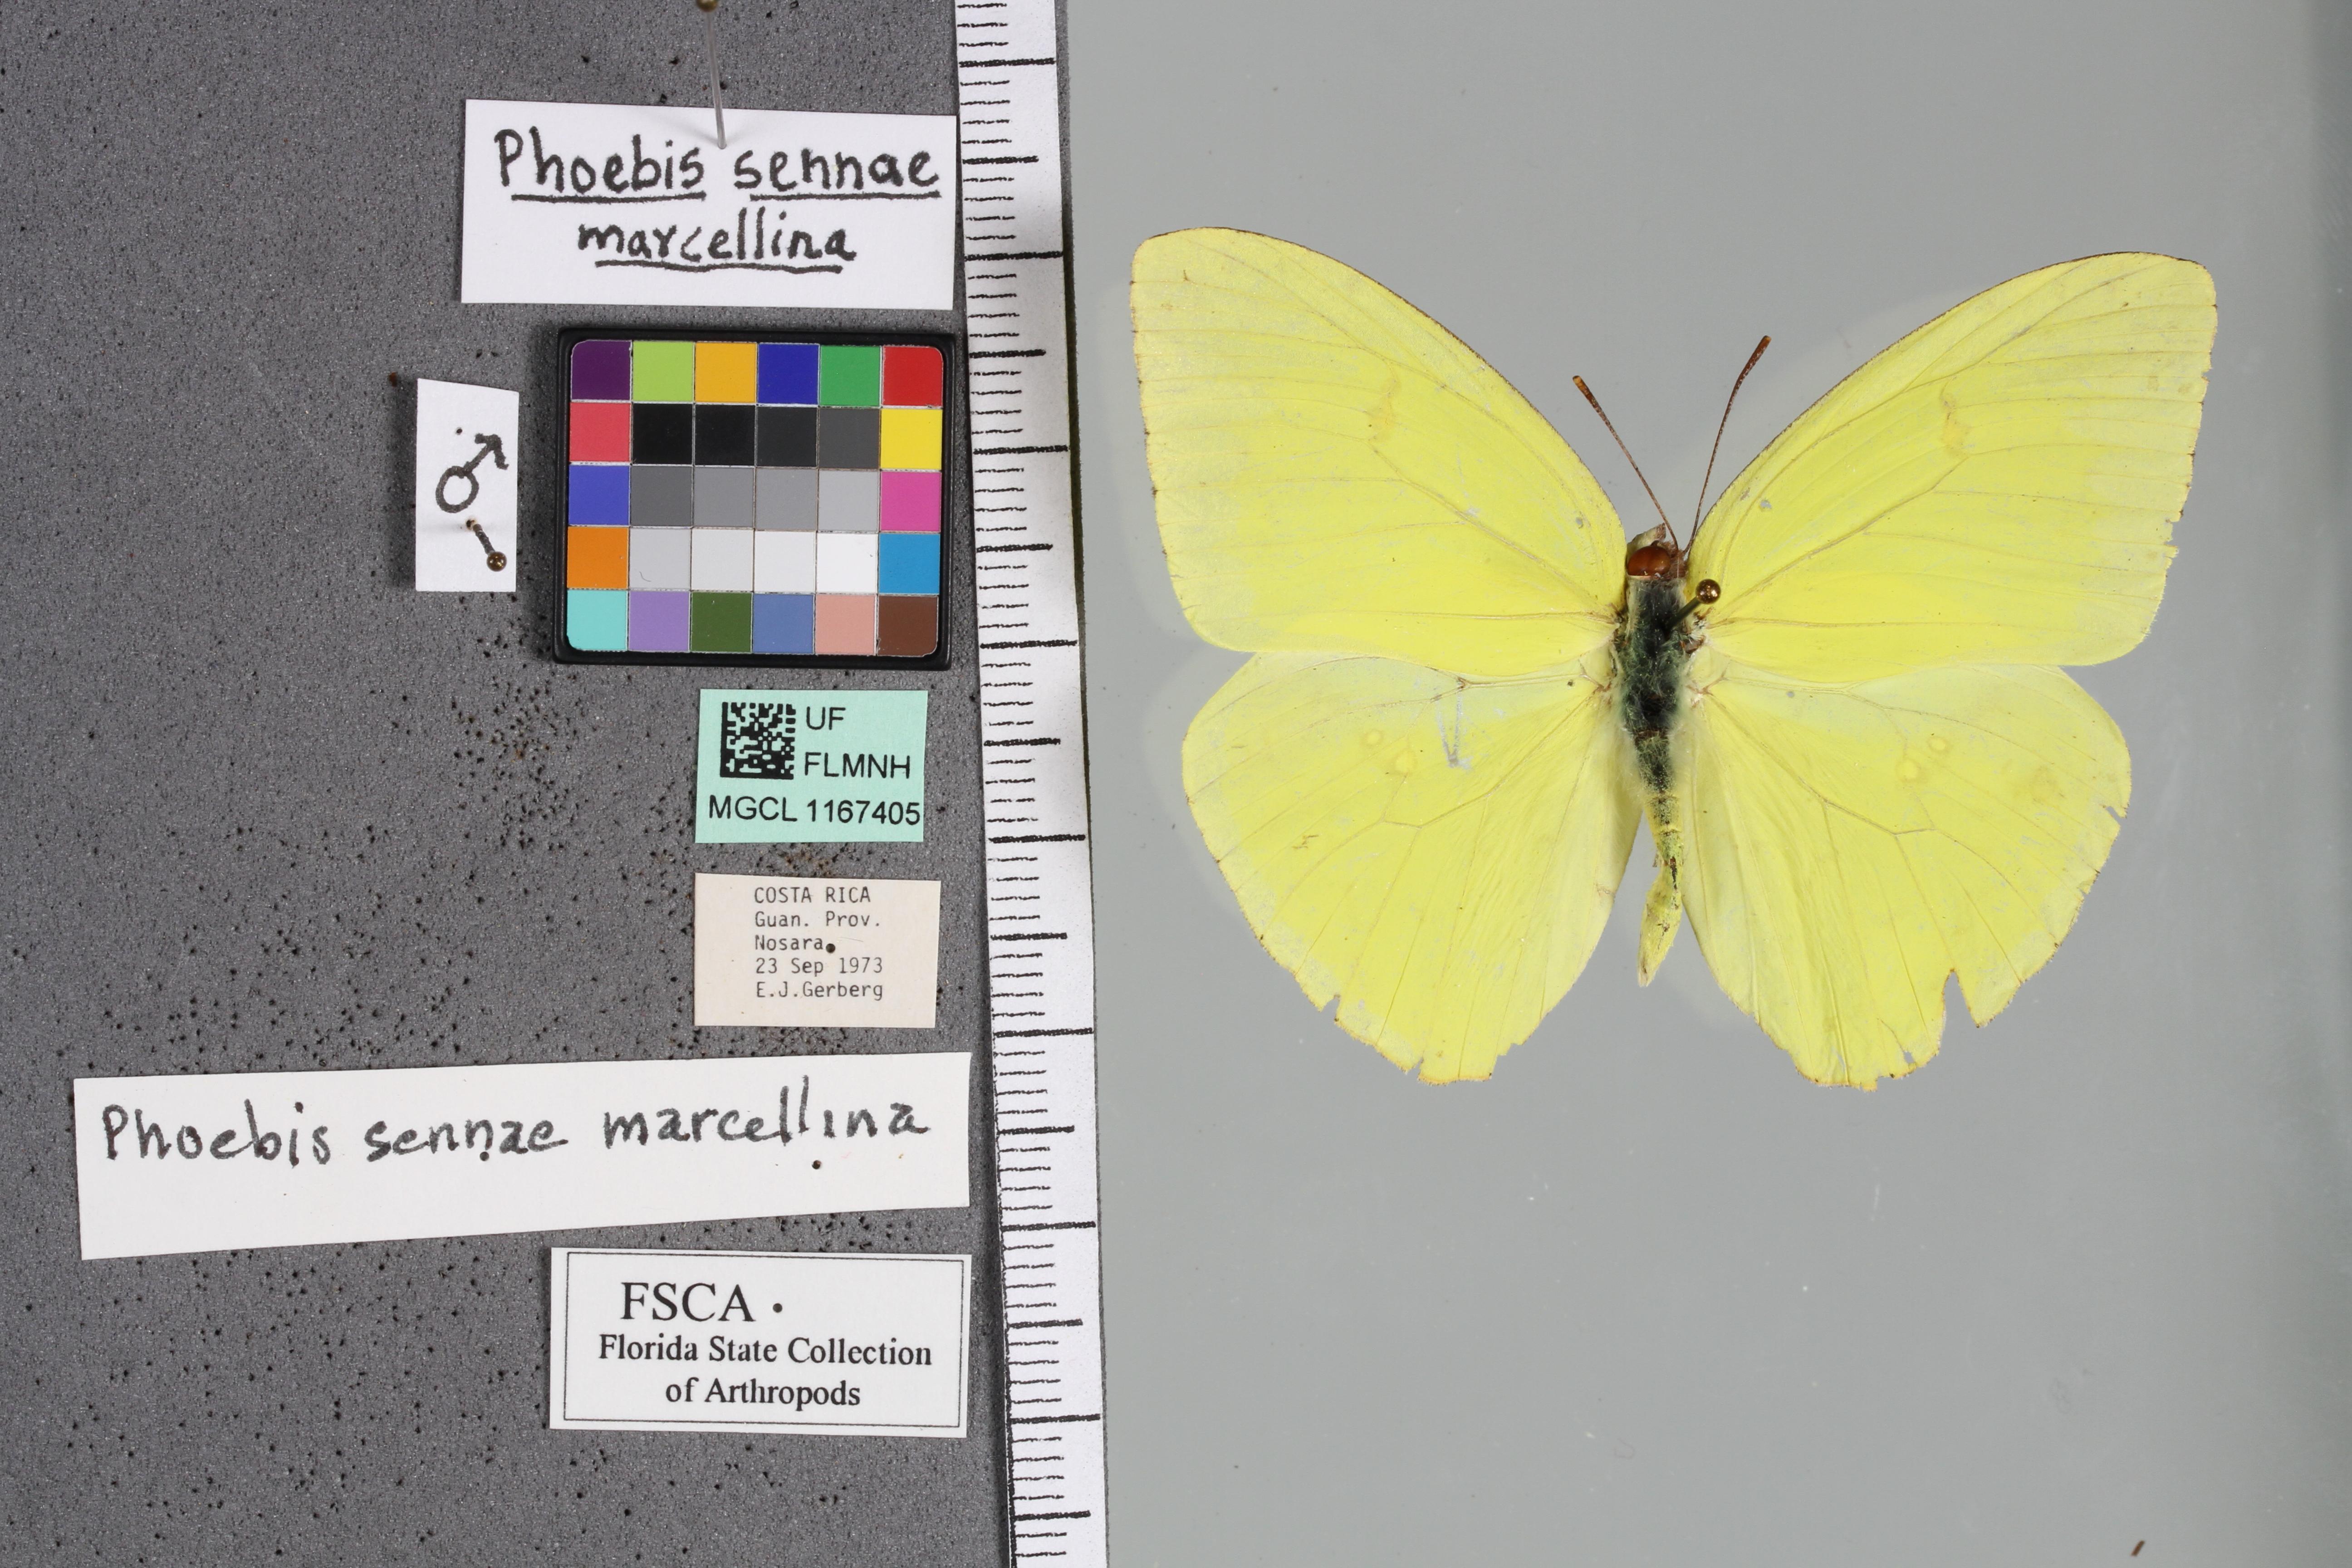 Phoebis sennae
marcellina
♂
UF
FLMNH
MGCL 1167405
COSTA RICA
Guan. Prov.
Nosara
23 Sep 1973
E.J.Gerberg
Phoebis sennae marcellina
FSCA
Florida State Collection
of Arthropods